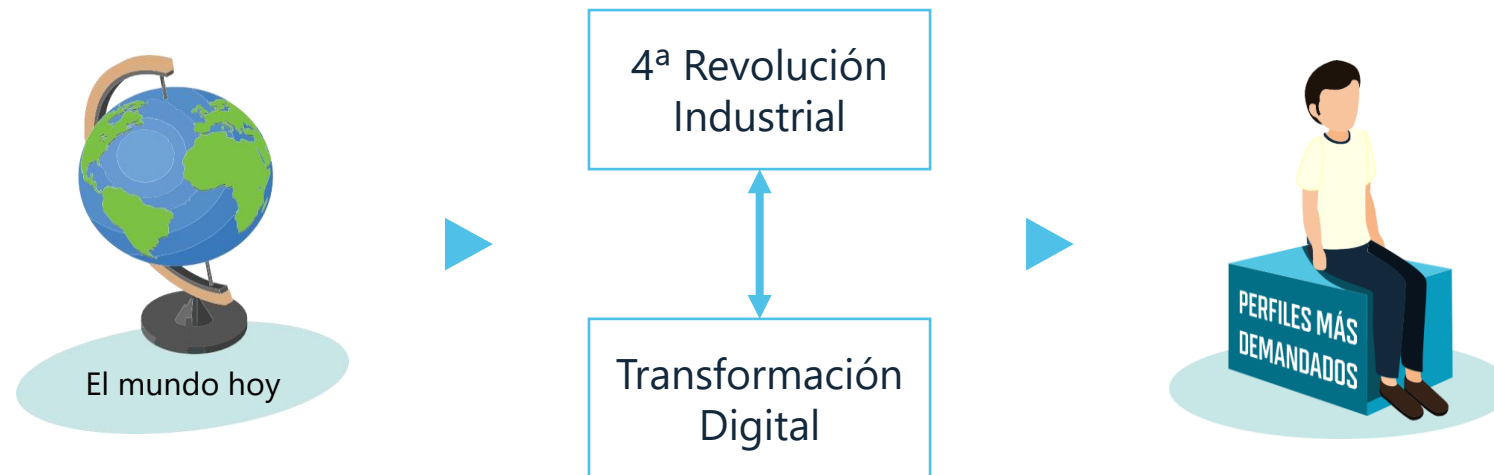 El mundo hoy
4ª Revolución
Industrial
Transformación
Digital
PERFILES MÁS
DEMANDADOS